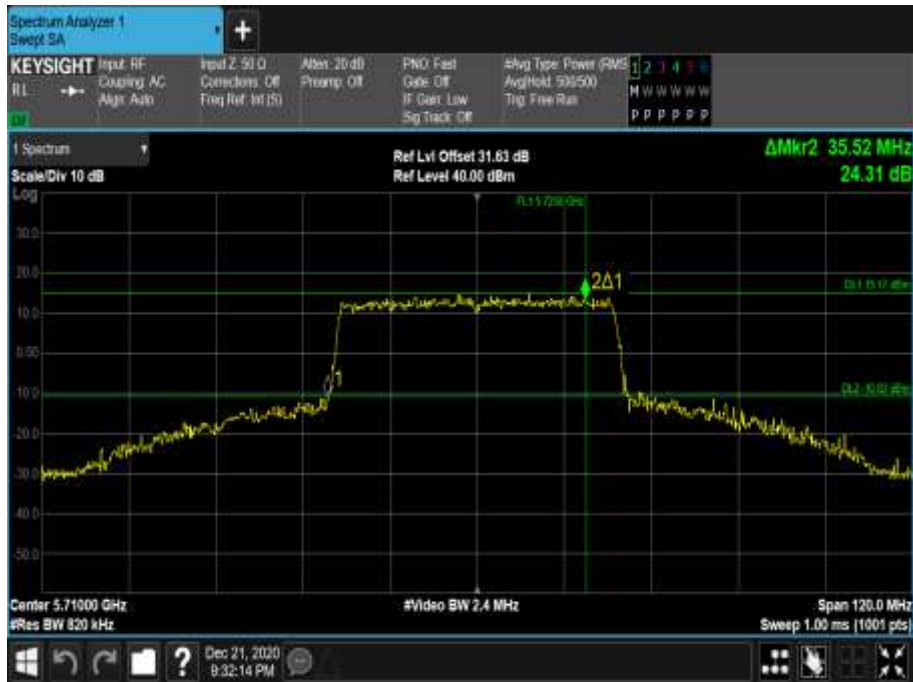 Spectrum Analyzer 1
Swept SA
+
KEYSIGHT
RL
Input: RF
Coupling: AC
Align: Auto
Input Z: 50 Ω
Corrections: Off
Freq Ref: Int (S)
Atten: 20 dB
Preamp: Off
PNO: Fast
Gate: Off
IF Gain: Low
Sig Track: Off
#Avg Type: Power (RMS
Avg|Hold: 500/500
Trig: Free Run
1 2 3 4 5 6
M W W W W W
P P P P P P
1 Spectrum
Scale/Div 10 dB
Log
Ref Lvl Offset 31.63 dB
Ref Level 40.00 dBm
ΔMkr2 35.52 MHz
24.31 dB
30.0
20.0
10.0
0.00
-10.0
-20.0
-30.0
-40.0
-50.0
2Δ1
1
Center 5.71000 GHz
#Res BW 820 kHz
#Video BW 2.4 MHz
Span 120.0 MHz
Sweep 1.00 ms (1001 pts)
?
Dec 21, 2020
9:32:14 PM